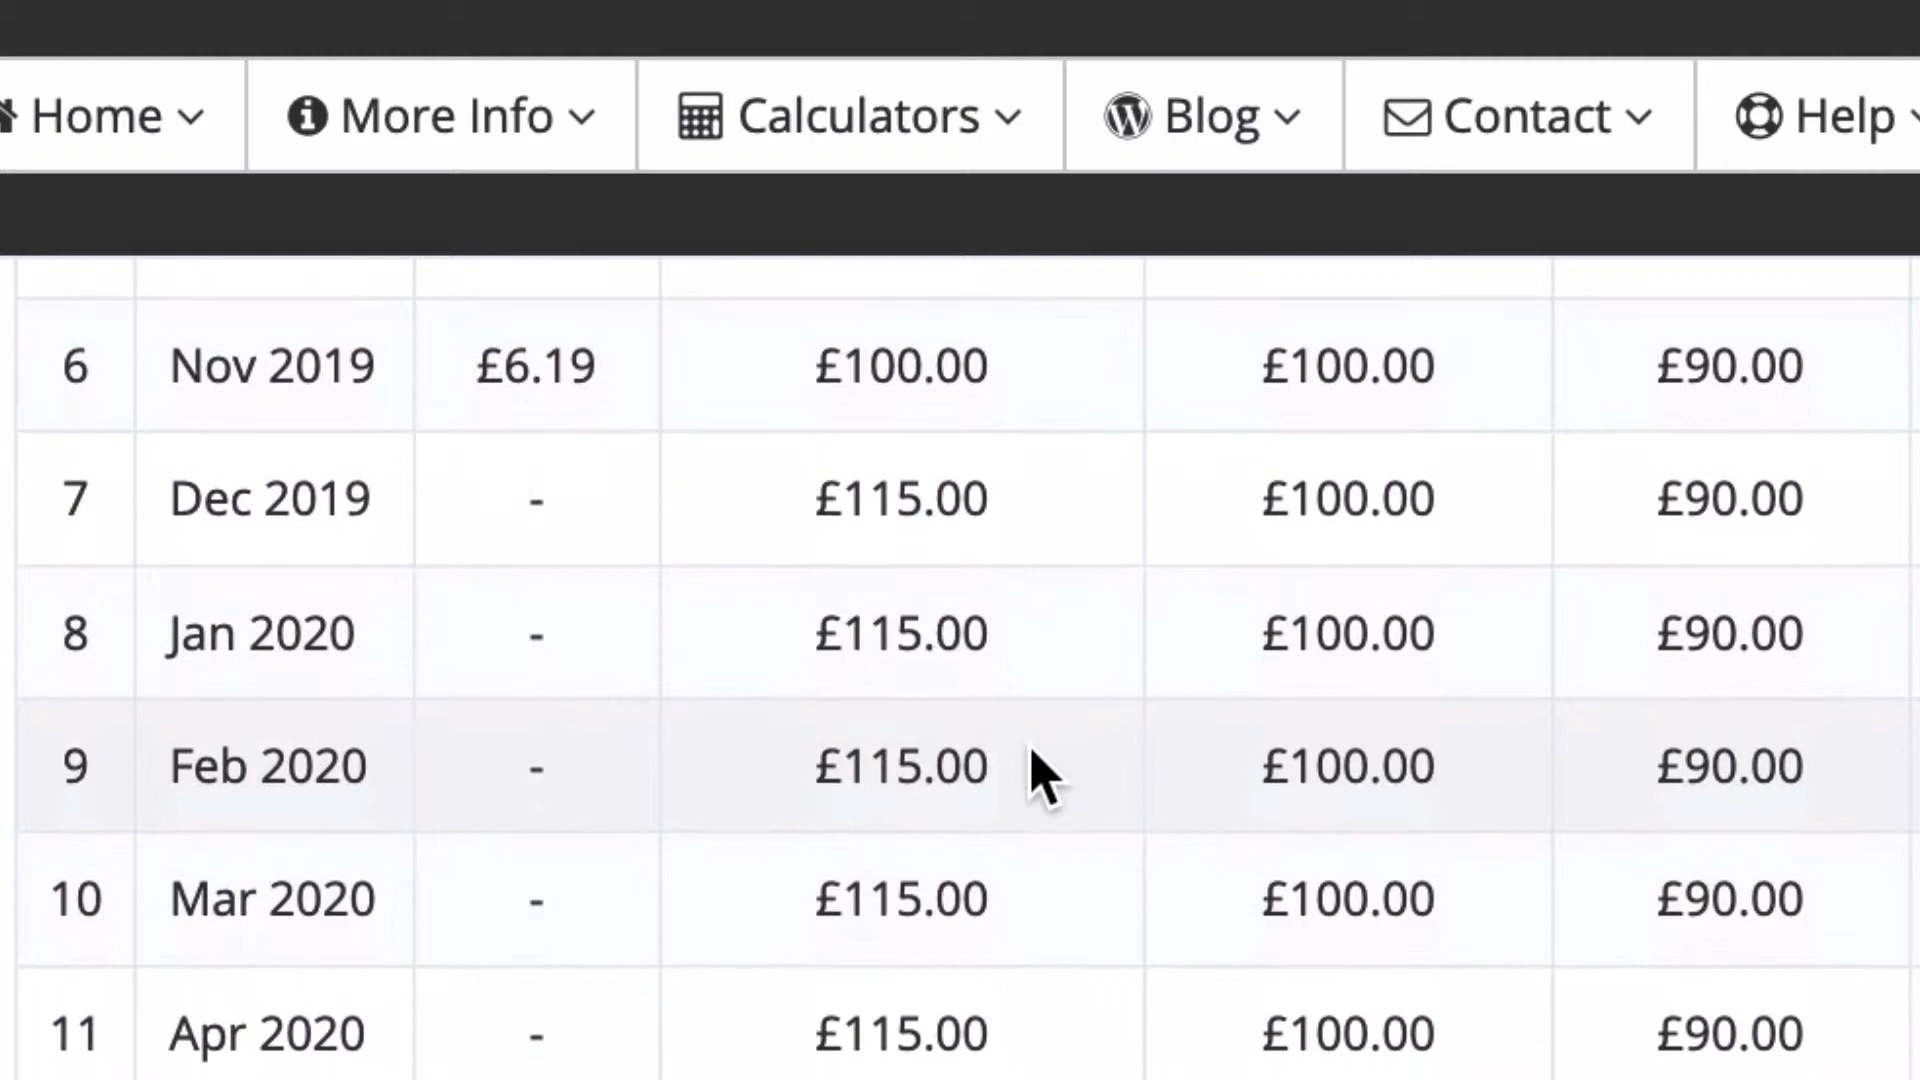 Home More Info Calculators Blog Contact Help
6 Nov 2019 £6.19 £100.00 £100.00 £90.00
7 Dec 2019 - £115.00 £100.00 £90.00
8 Jan 2020 - £115.00 £100.00 £90.00
9 Feb 2020 - £115.00 £100.00 £90.00
10 Mar 2020 - £115.00 £100.00 £90.00
11 Apr 2020 - £115.00 £100.00 £90.00